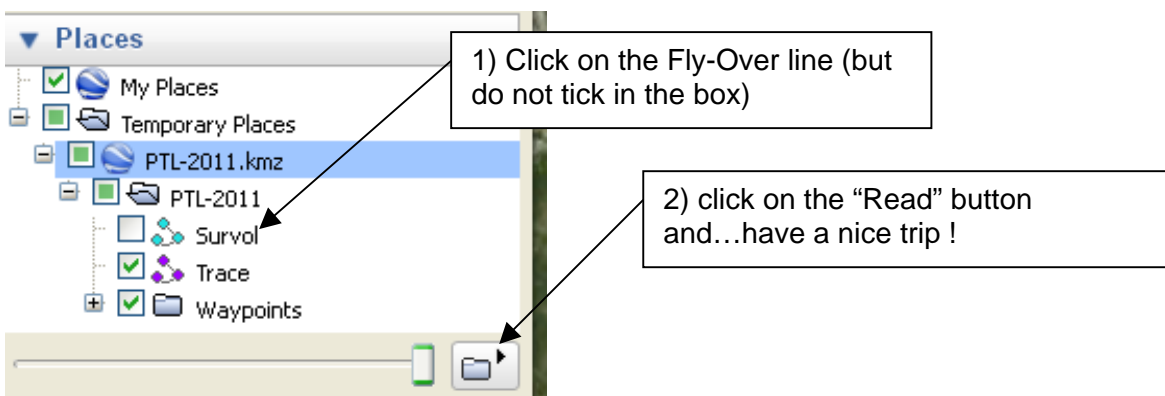 Places
1) Click on the Fly-Over line (but
do not tick in the box)
My Places
Temporary Places
PTL-2011.kmz
PTL-2011
2) click on the “Read” button
and…have a nice trip !
Survol
Trace
Waypoints